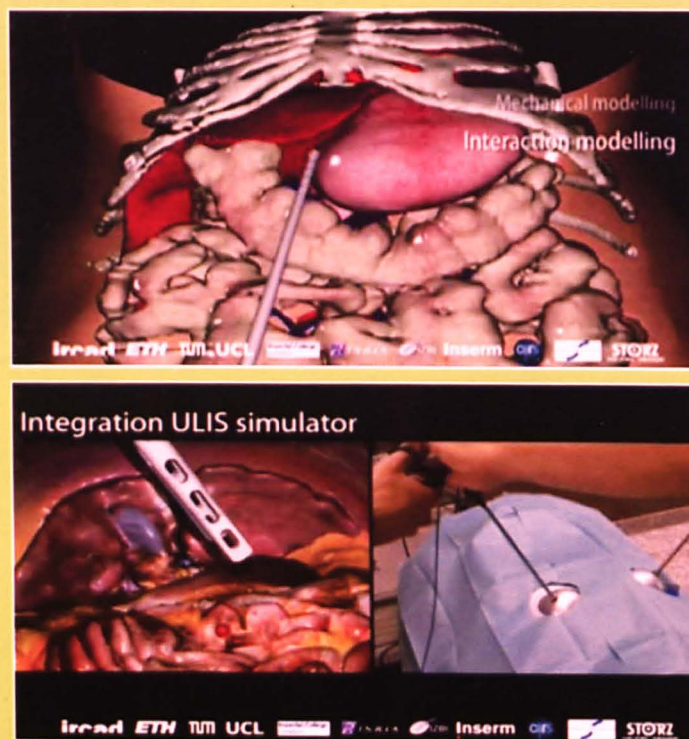 Mechanical modelling
Interaction modelling
ircad ETH TUM UCL Inserm STORZ
Integration ULIS simulator
ircad ETH TUM UCL Inserm STORZ